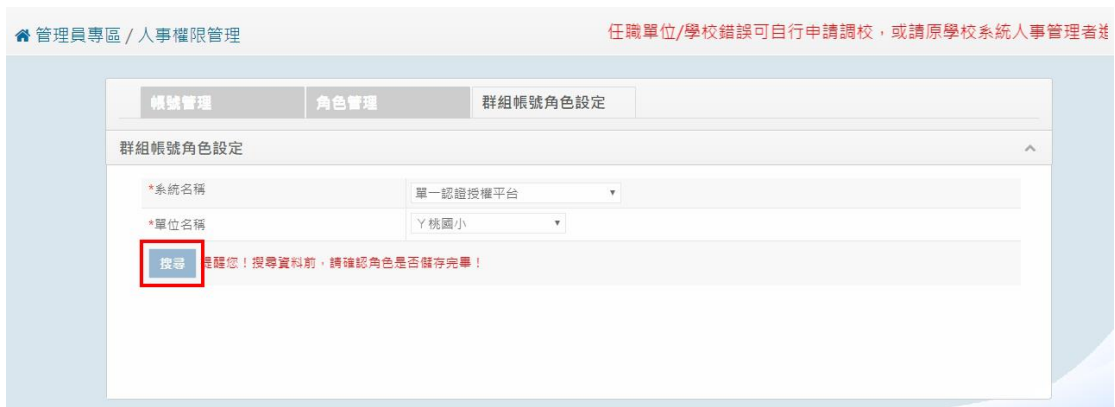 管理員專區 / 人事權限管理
任職單位/學校錯誤可自行申請調校，或請原學校系統人事管理者進
帳號管理
角色管理
群組帳號角色設定
群組帳號角色設定
*系統名稱
單一認證授權平台
*單位名稱
ㄚ桃國小
搜尋
提醒您！搜尋資料前，請確認角色是否儲存完畢！